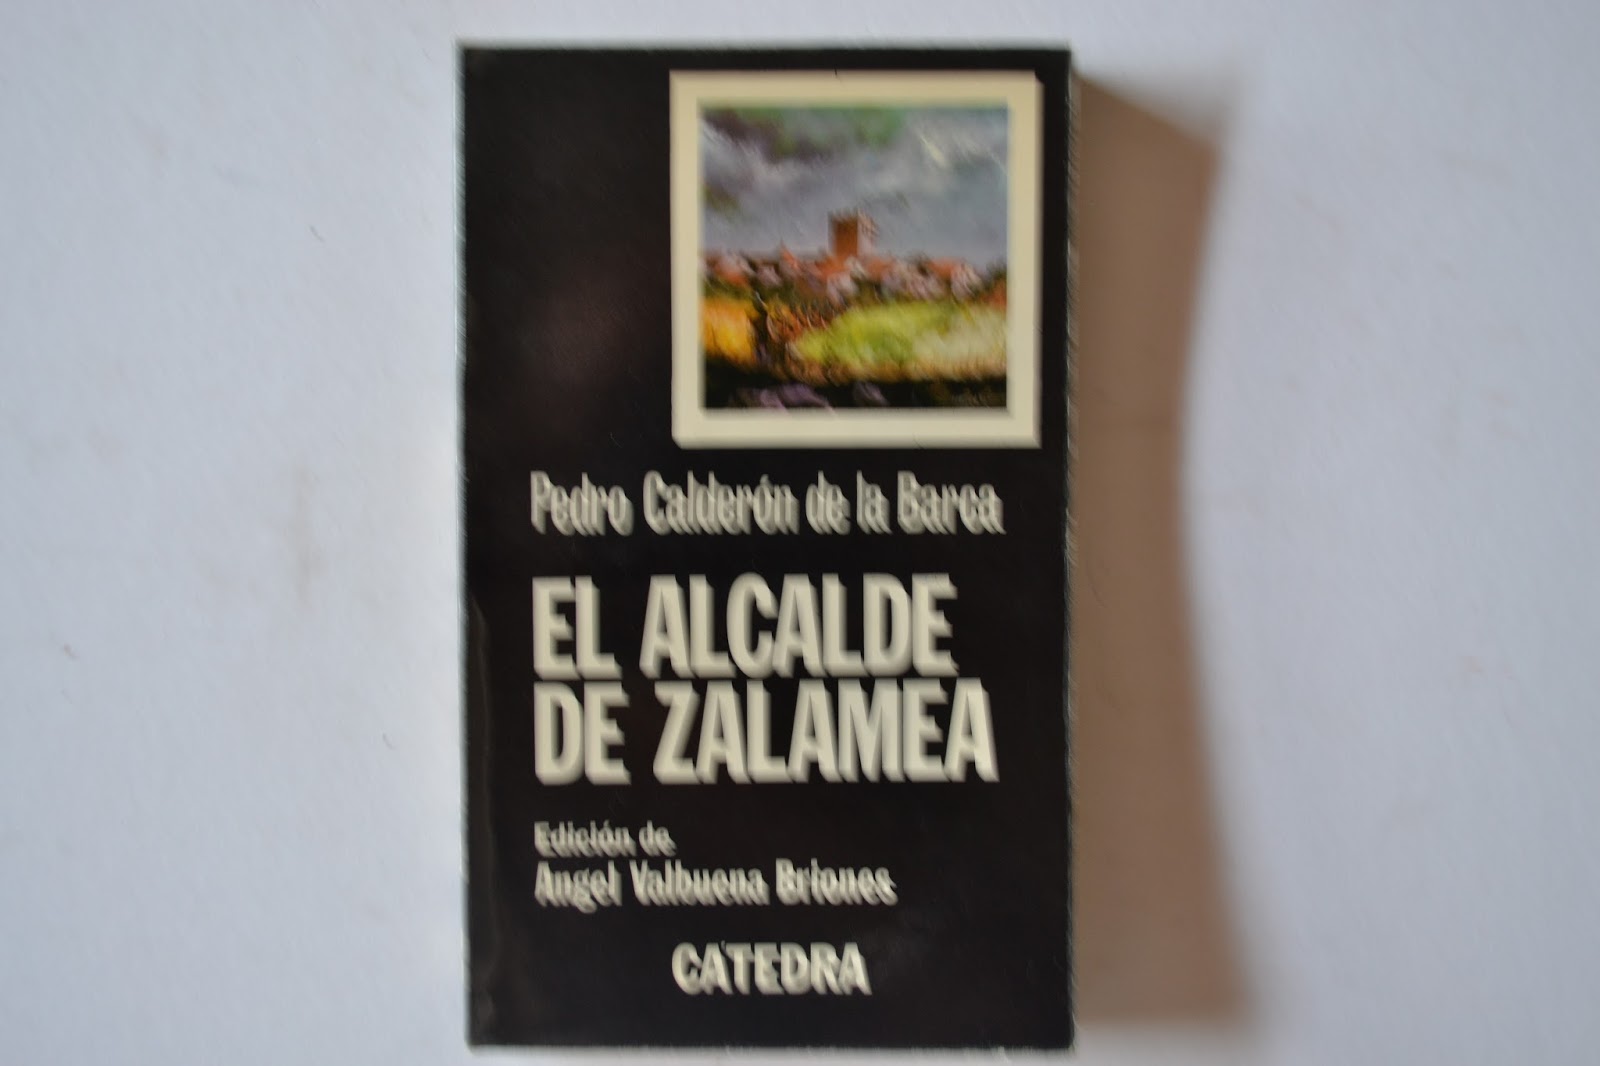 Pedro Calderón de la Barca
EL ALCALDE
DE ZALAMEA
Edición de
Angel Valbuena Briones
CATEDRA